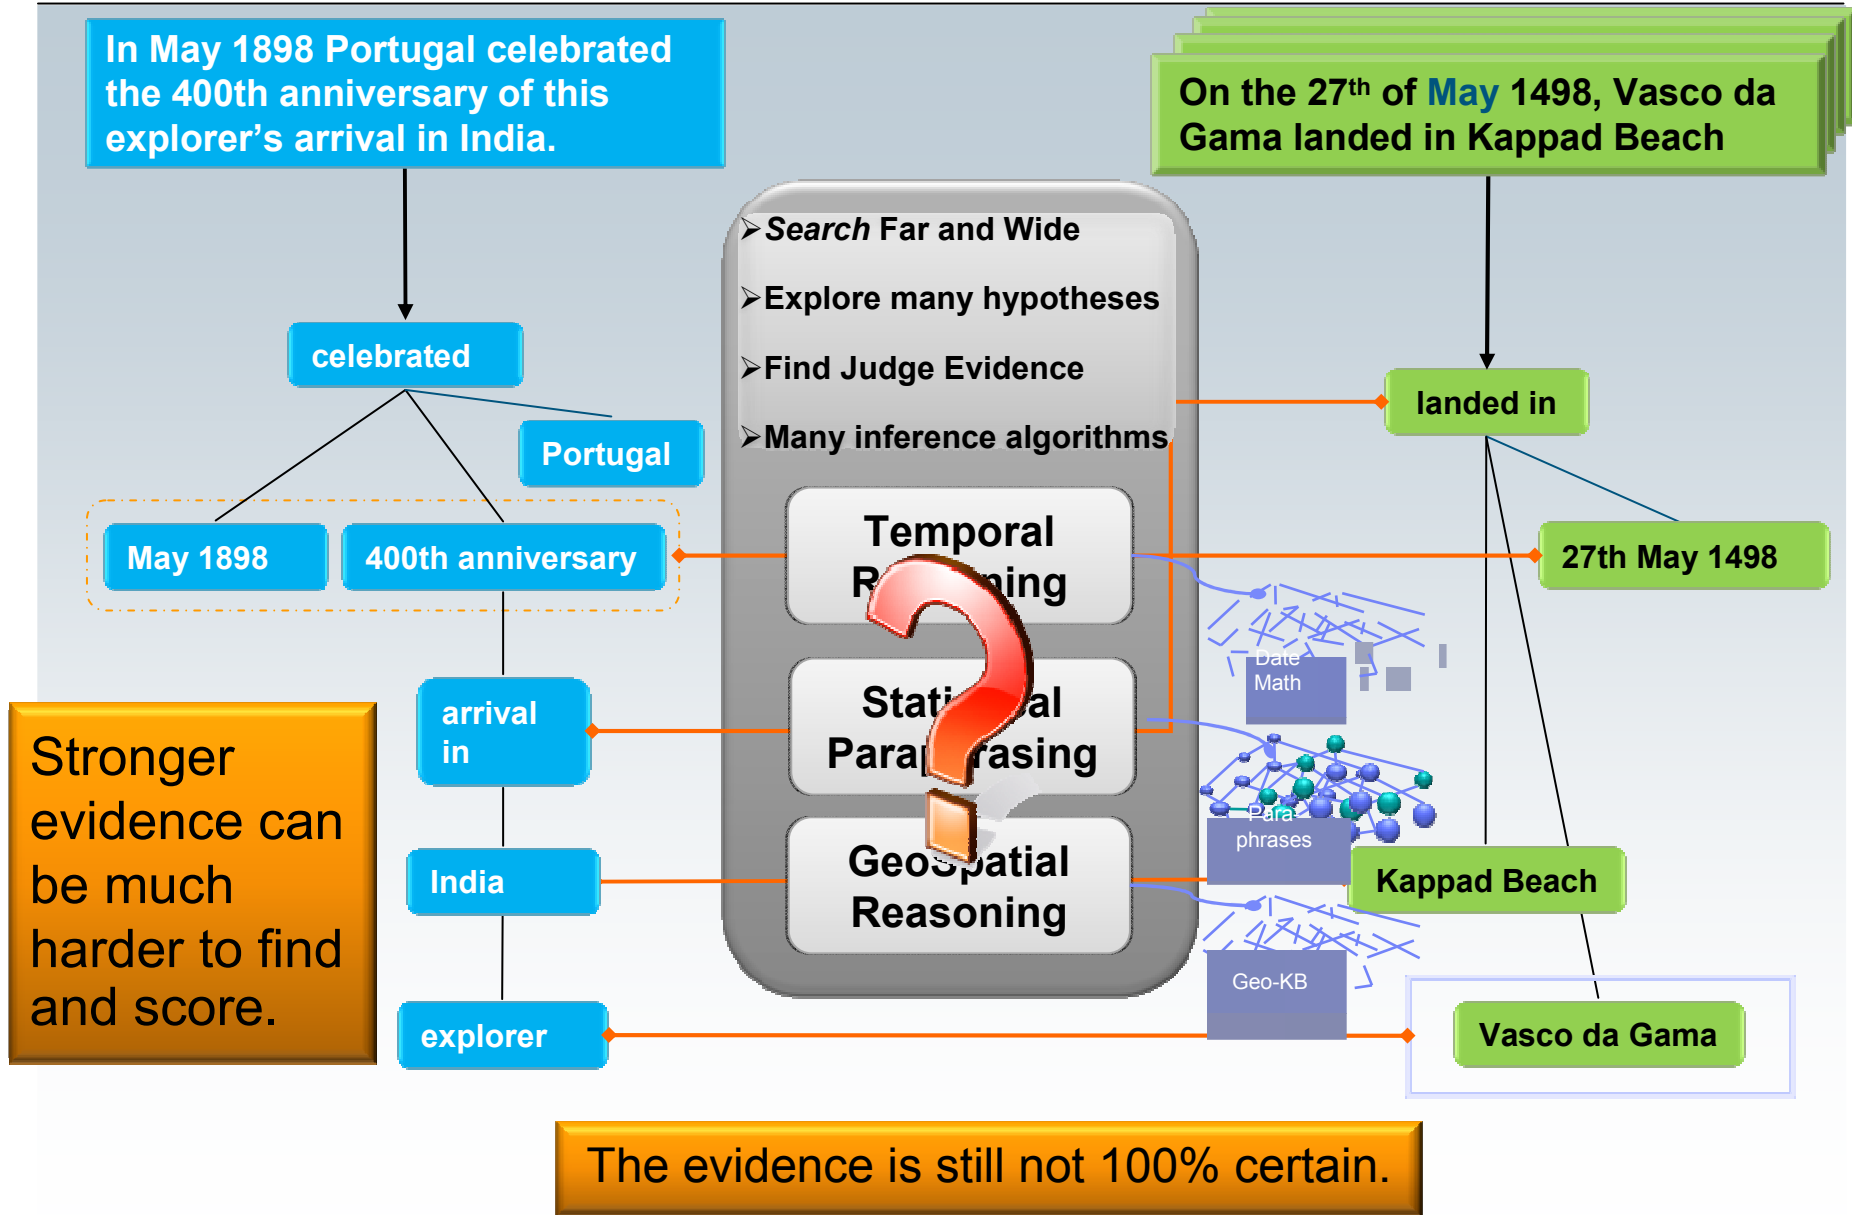 In May 1898 Portugal celebrated
the 400th anniversary of this
explorer's arrival in India.
On the 27th of May 1498, Vasco da
Gama landed in Kappad Beach
➢Search Far and Wide
➢Explore many hypotheses
➢Find Judge Evidence
➢Many inference algorithms
celebrated
Portugal
May 1898
400th anniversary
arrival
in
India
explorer
Temporal
Reasoning
Statistical
Paraphrasing
GeoSpatial
Reasoning
landed in
27th May 1498
Date
Math
Para-
phrases
Kappad Beach
Geo-KB
Vasco da Gama
Stronger
evidence can
be much
harder to find
and score.
The evidence is still not 100% certain.